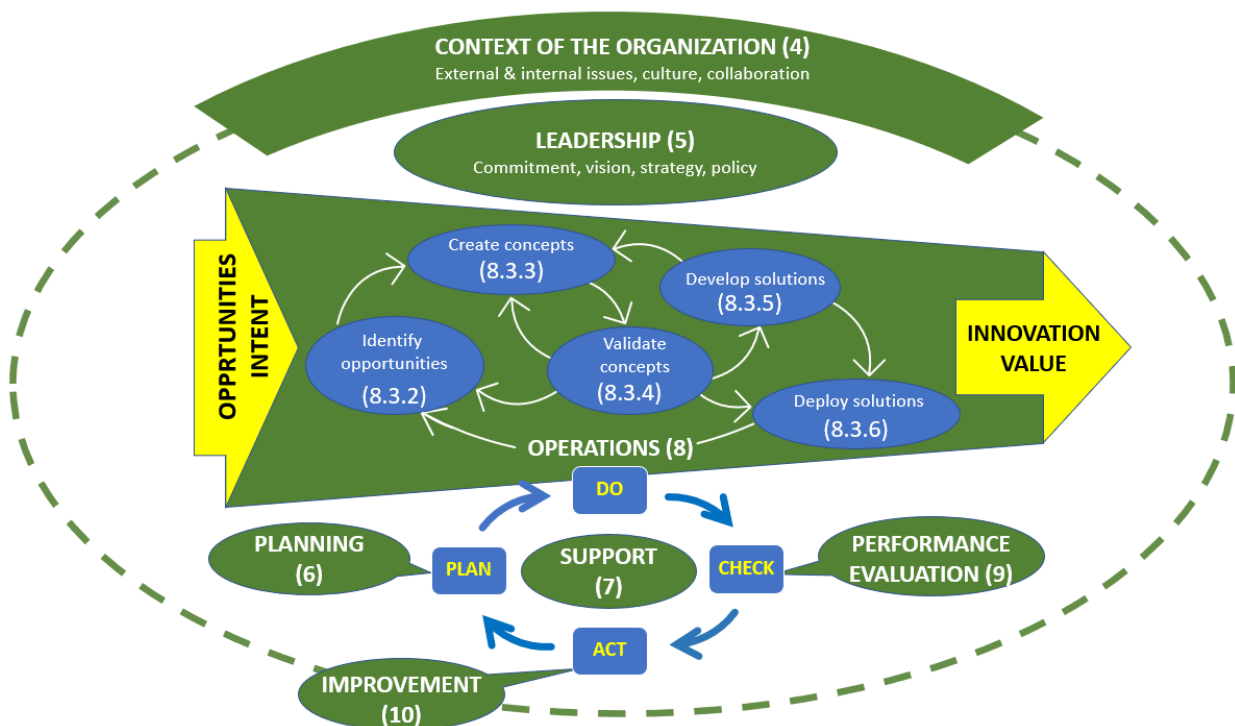 CONTEXT OF THE ORGANIZATION (4)
External & internal issues, culture, collaboration
LEADERSHIP (5)
Commitment, vision, strategy, policy
OPPRTUNITIES
INTENT
Create concepts
(8.3.3)
Develop solutions
(8.3.5)
Identify
opportunities
(8.3.2)
Validate
concepts
(8.3.4)
Deploy solutions
(8.3.6)
INNOVATION
VALUE
OPERATIONS (8)
DO
PLANNING
(6)
PLAN
SUPPORT
(7)
CHECK
PERFORMANCE
EVALUATION (9)
ACT
IMPROVEMENT
(10)